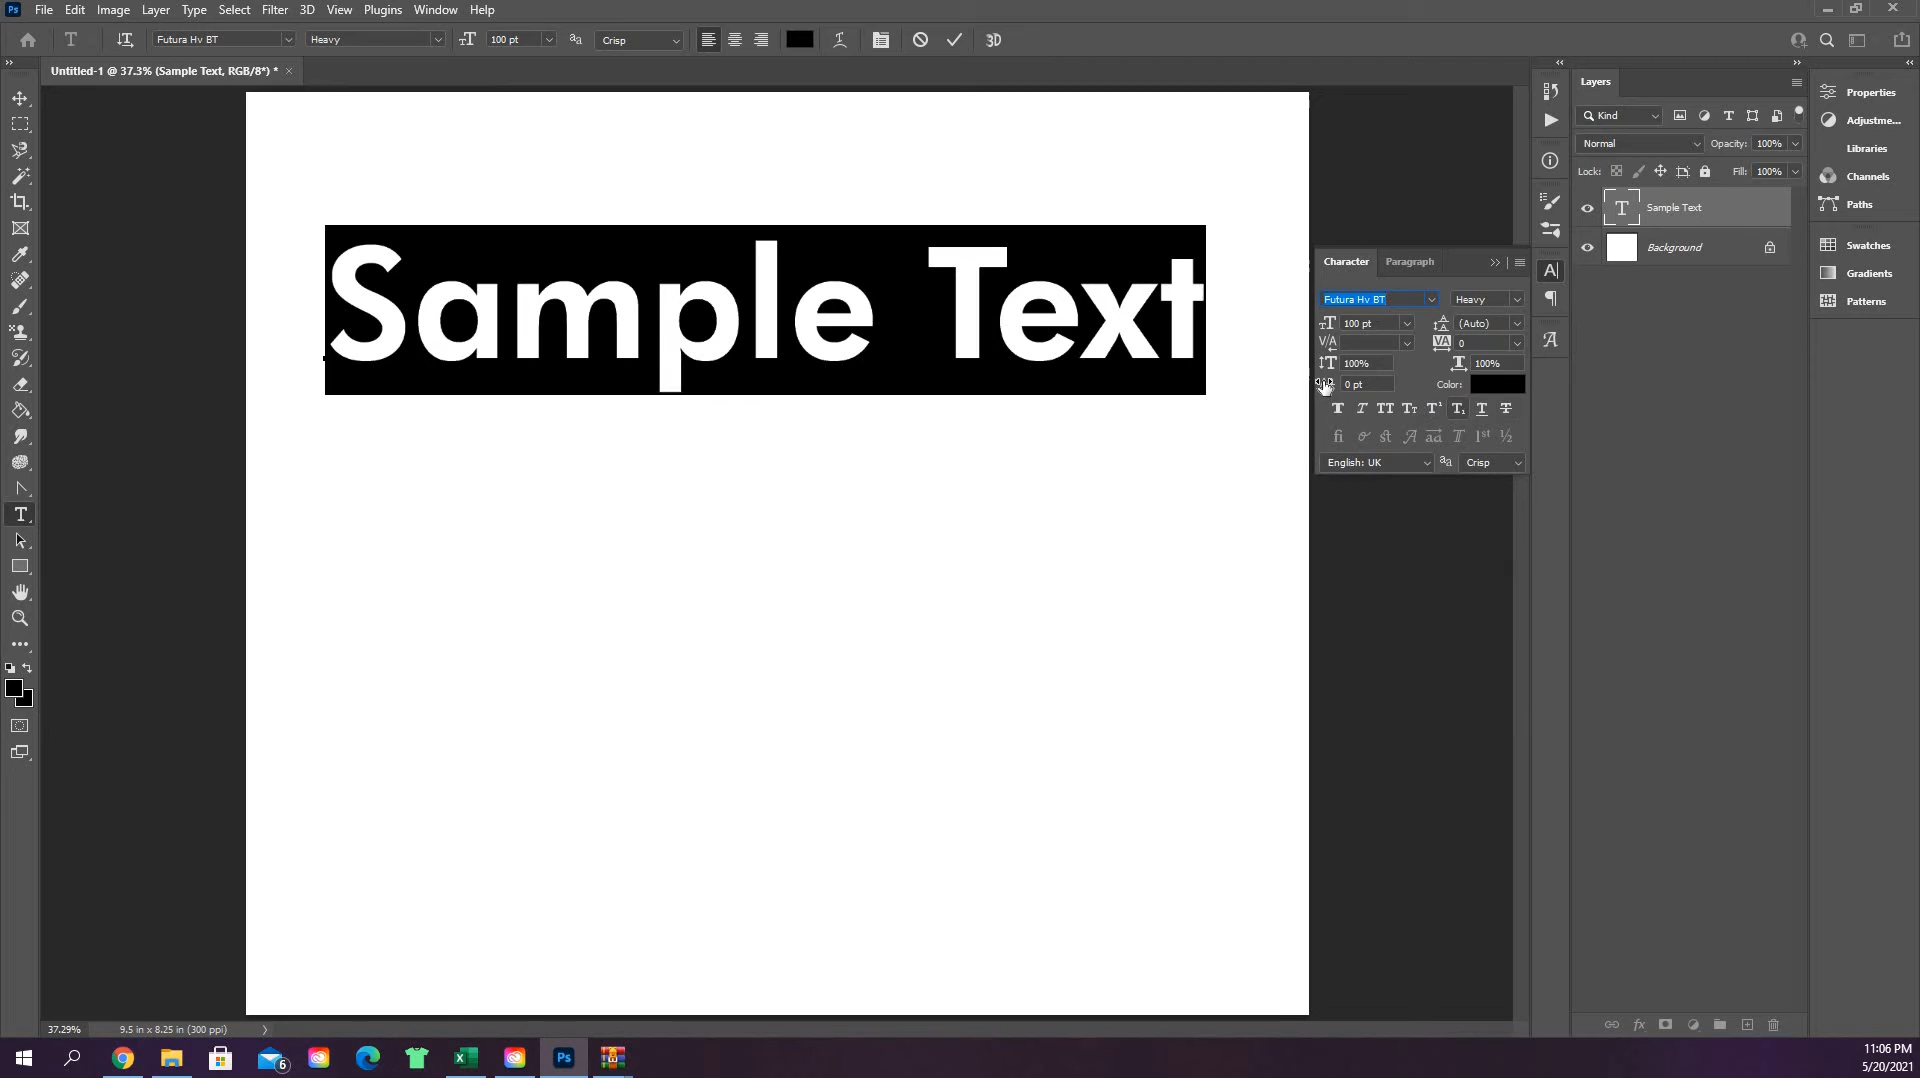 Ps File Edit Image Layer Type Select Filter 3D View Plugins Window Help
Futura Hv BT Heavy 100 pt Crisp 3D
Untitled-1 @ 37.3% (Sample Text, RGB/8*) * ×
Sample Text
Character Paragraph
Futura Hv BT Heavy
100 pt (Auto)
0
100% 100%
0 pt Color:
English: UK Crisp
Layers
Kind
Normal Opacity: 100%
Lock: Fill: 100%
Sample Text
Background
Properties
Adjustme...
Libraries
Channels
Paths
Swatches
Gradients
Patterns
37.29% 9.5 in x 8.25 in (300 ppi)
6
Ps
11:06 PM
5/20/2021